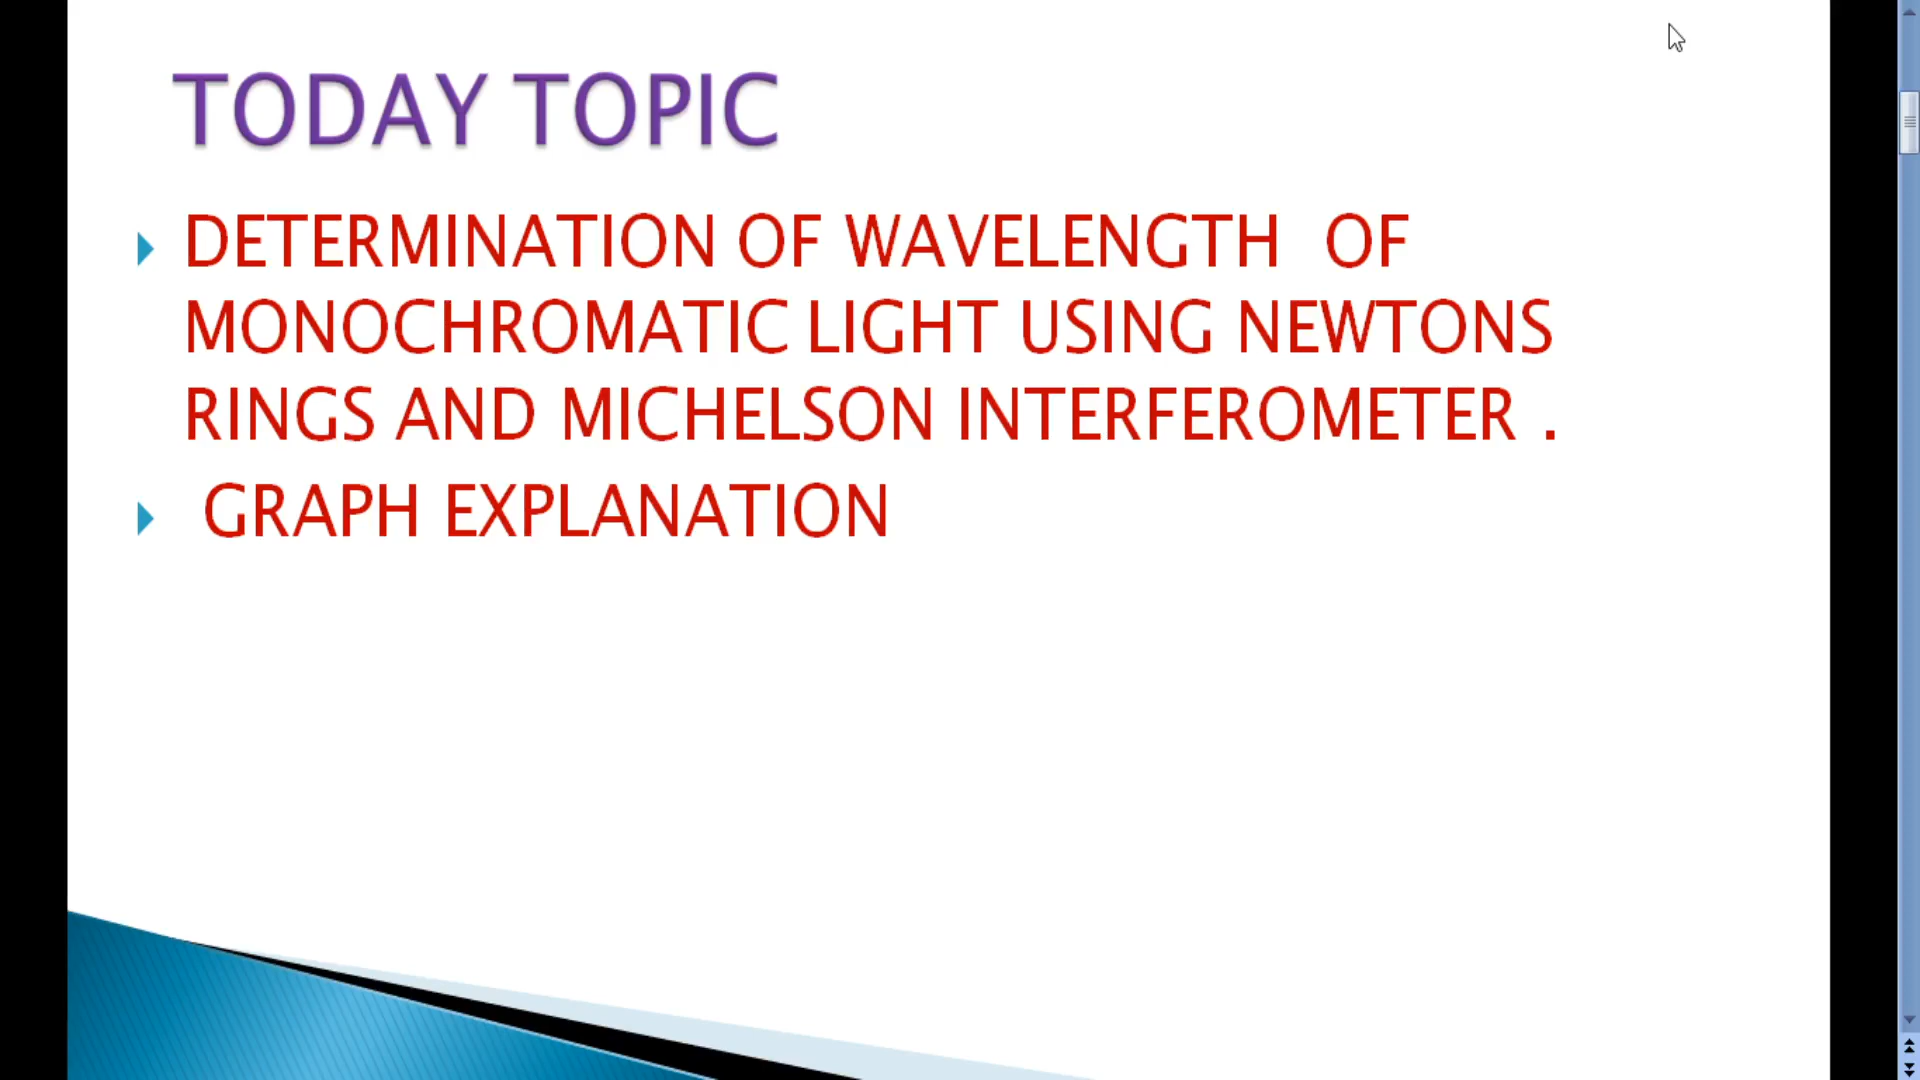 TODAY TOPIC
DETERMINATION OF WAVELENGTH OF
MONOCHROMATIC LIGHT USING NEWTONS
RINGS AND MICHELSON INTERFEROMETER .
GRAPH EXPLANATION